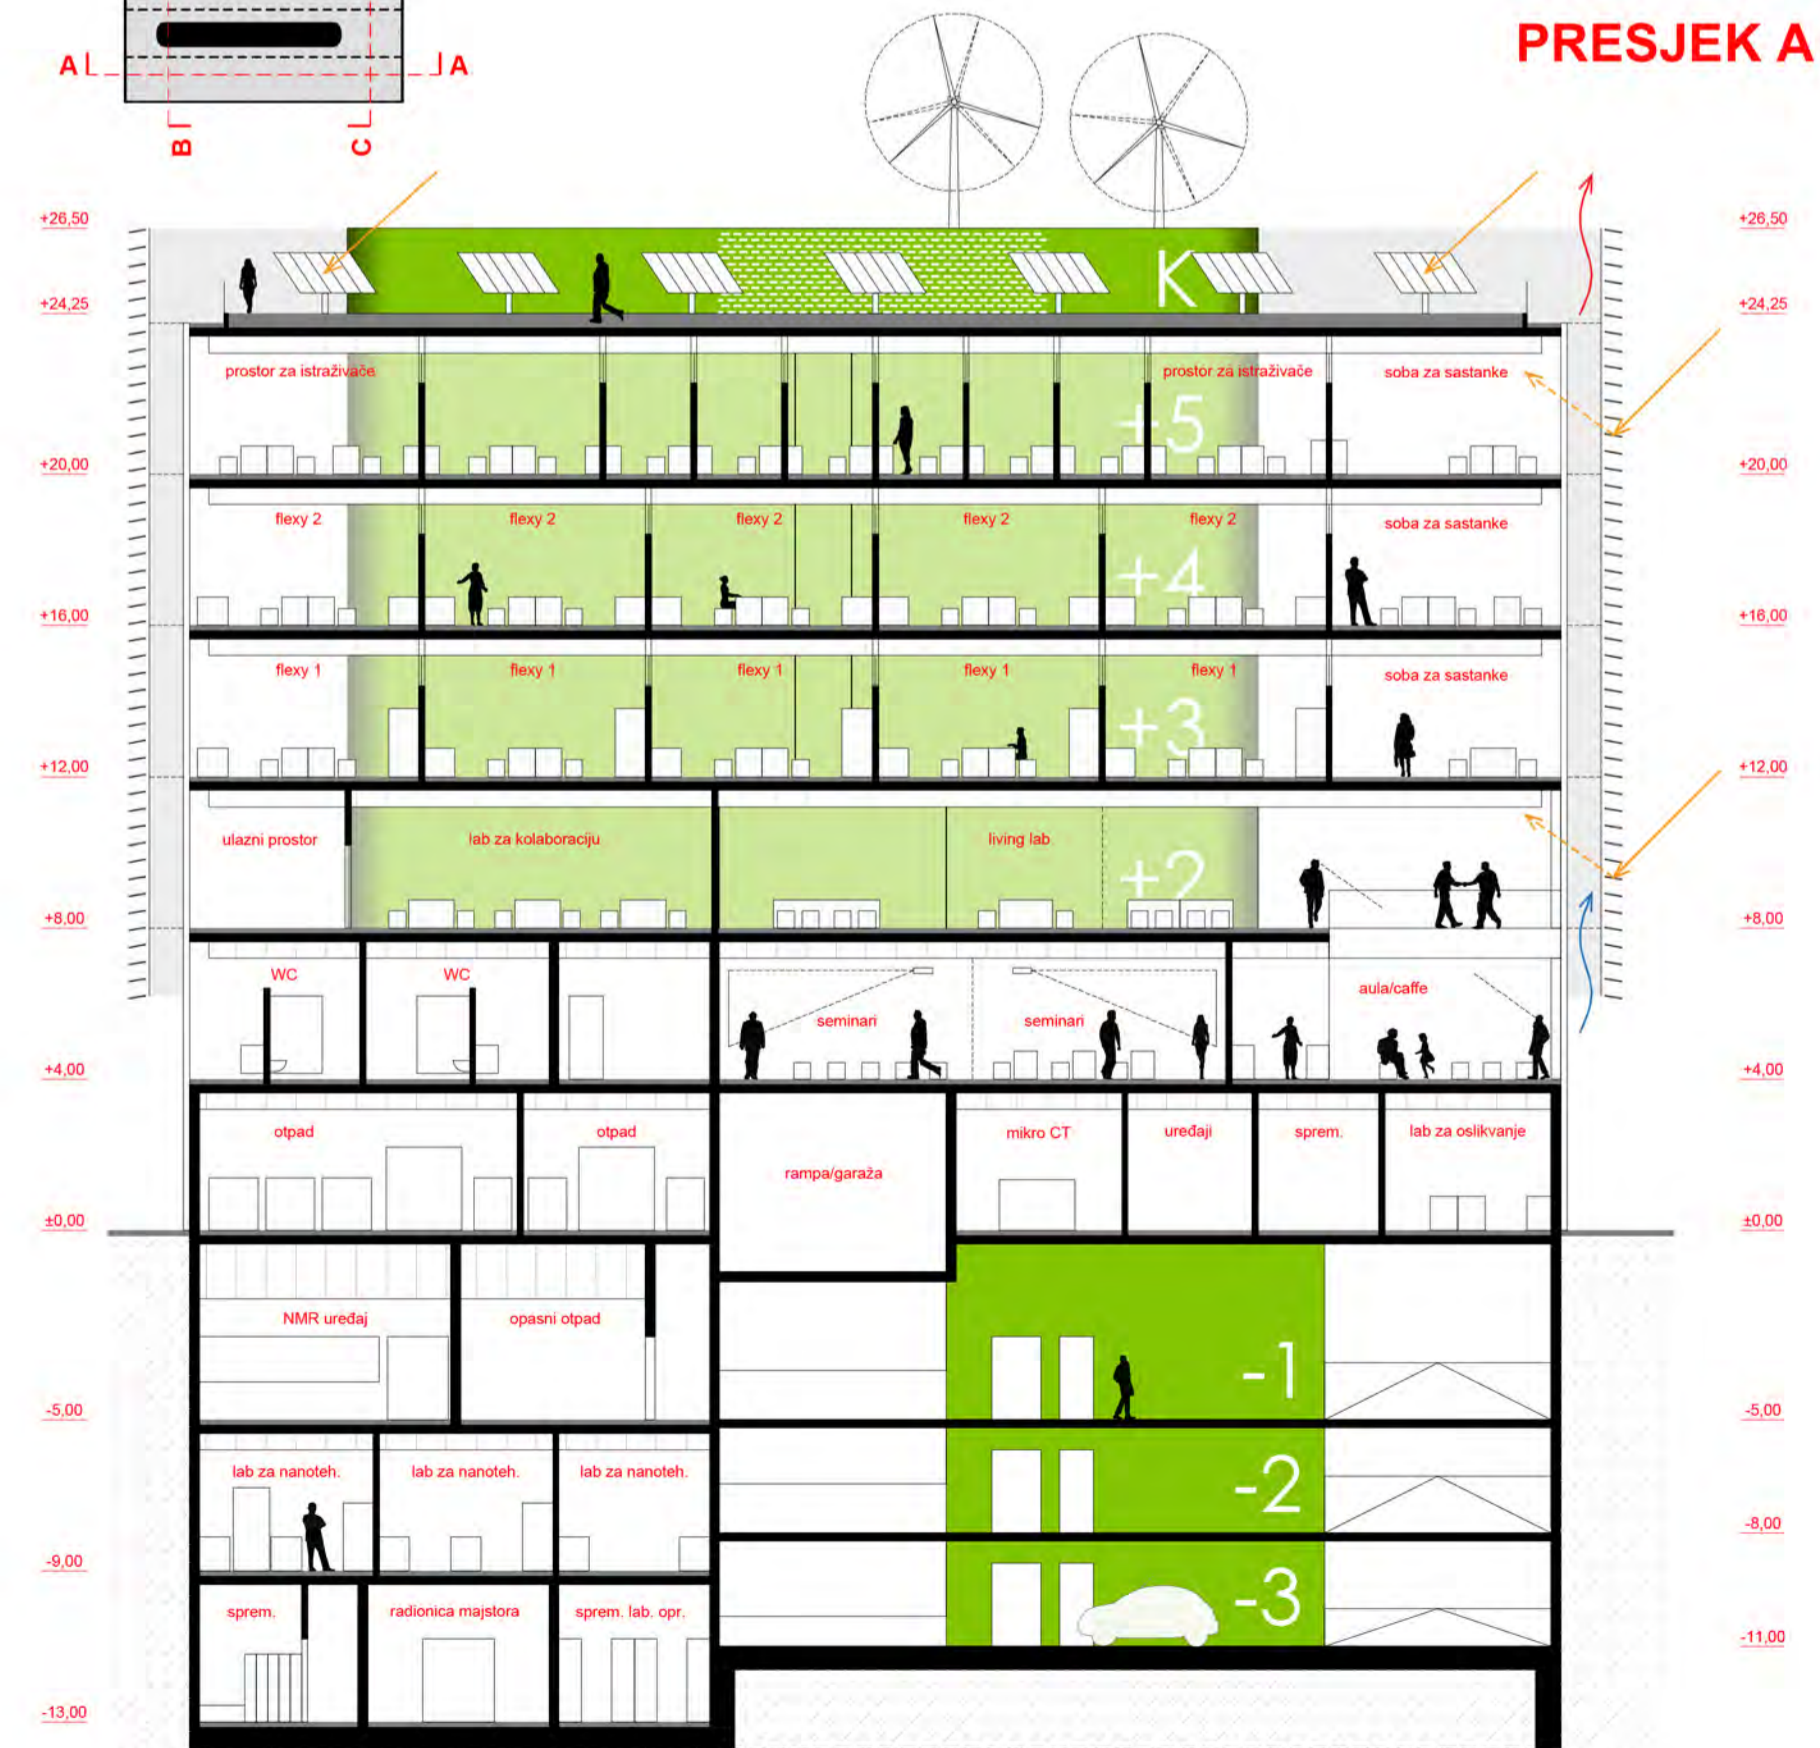 PRESJEK A
A A
B C
+26,50 +26,50
K
+24,25 +24,25
prostor za istraživače prostor za istraživače soba za sastanke
+5
+20,00 +20,00
flexy 2 flexy 2 flexy 2 flexy 2 flexy 2 soba za sastanke
+4
+16,00 +16,00
flexy 1 flexy 1 flexy 1 flexy 1 flexy 1 soba za sastanke
+3
+12,00 +12,00
ulazni prostor lab za kolaboraciju living lab
+2
+8,00 +8,00
WC WC seminari seminari aula/caffe
+4,00 +4,00
otpad otpad rampa/garaža mikro CT uređaji sprem. lab za oslikvanje
±0,00 ±0,00
NMR uređaj opasni otpad
-1
-5,00 -5,00
lab za nanoteh. lab za nanoteh. lab za nanoteh.
-2
-8,00
-9,00
sprem. radionica majstora sprem. lab. opr.
-3
-11,00
-13,00